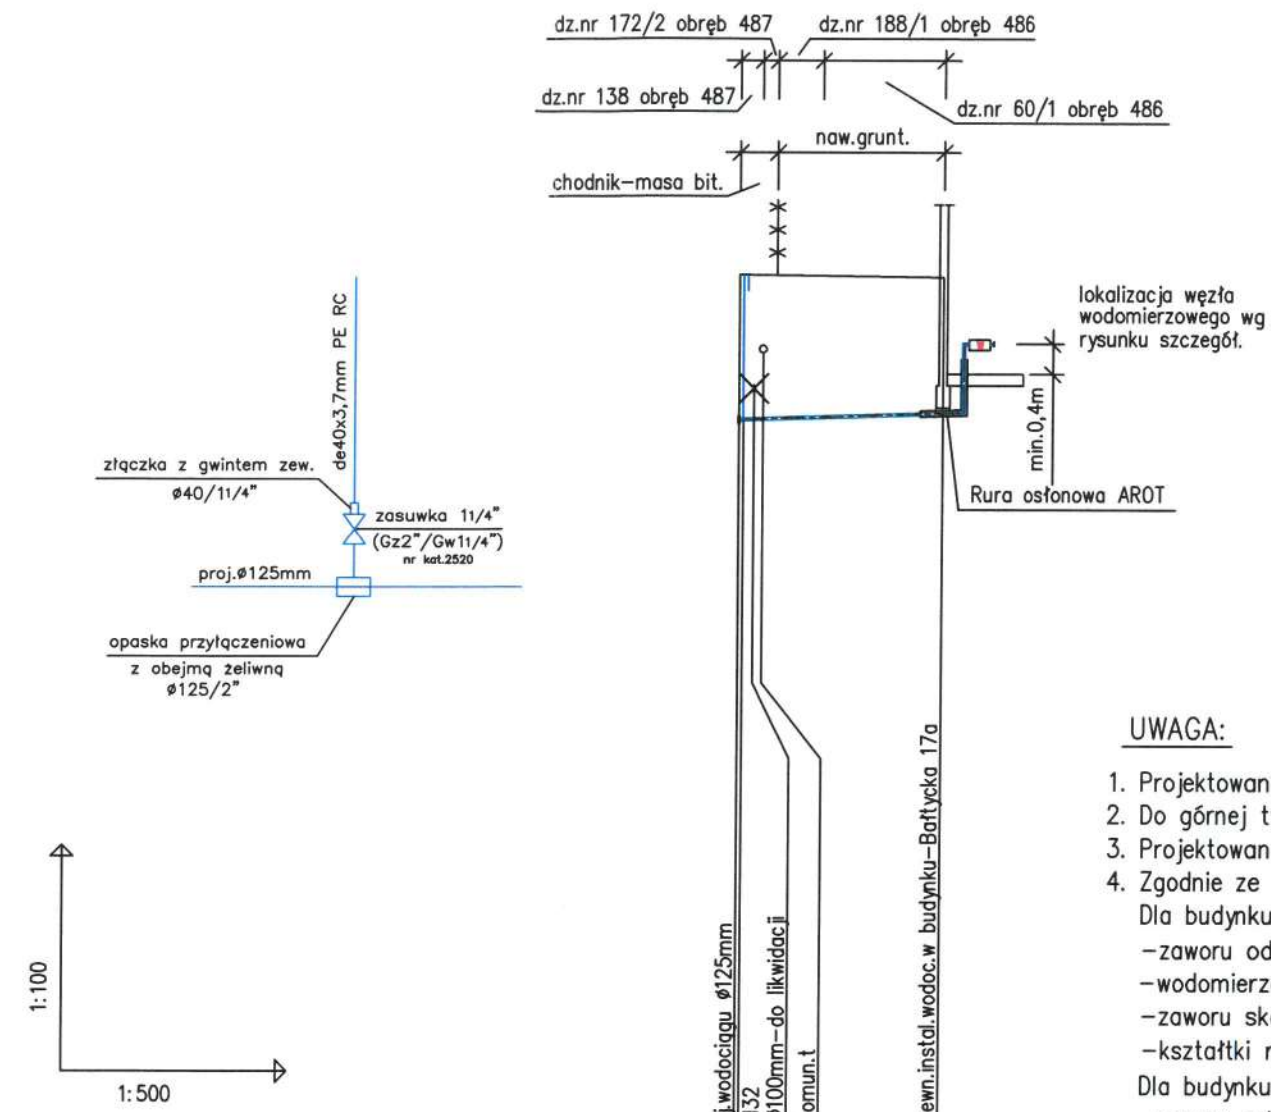 dz.nr 172/2 obręb 487
dz.nr 188/1 obręb 486
dz.nr 138 obręb 487
dz.nr 60/1 obręb 486
naw.grunt.
chodnik-masa bit.
lokalizacja węzła
wodomierzowego wg
rysunku szczegół.
min.0,4m
Rura osłonowa AROT
de40x3,7mm PE RC
złączka z gwintem zew.
ø40/11/4"
zasuwka 11/4"
(Gz2"/Gw11/4")
nr kat.2520
proj.ø125mm
opaska przyłączeniowa
z obejmą żeliwną
ø125/2"
1:100
1:500
j.wodociągu ø125mm
132
ø100mm-do likwidacji
omun.t
ewn.instal.wodoc.w budynku-Bałtycka 17a
UWAGA:
1. Projektowan
2. Do górnej t
3. Projektowan
4. Zgodnie ze
Dla budynku
-zaworu od
-wodomierz
-zaworu sk
-kształtki r
Dla budynku